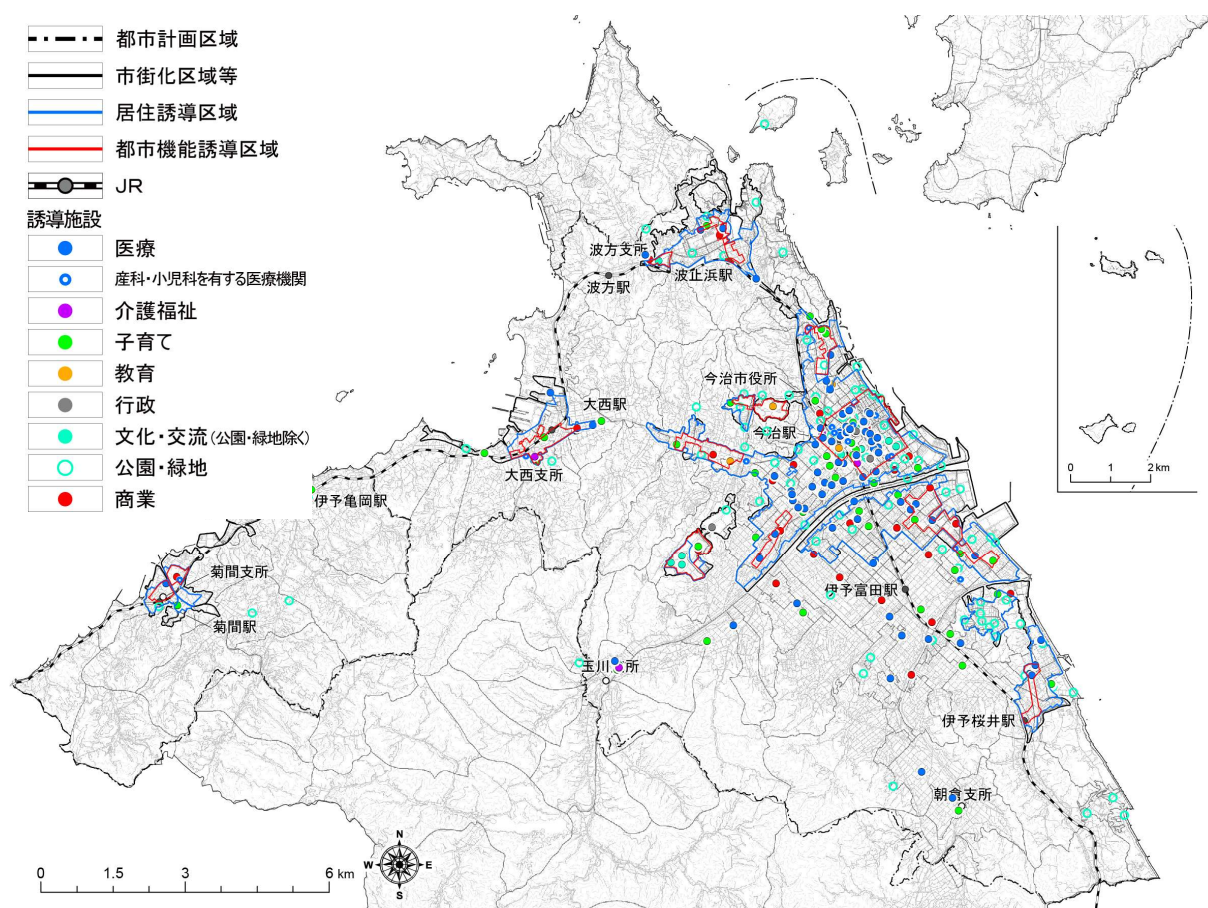 都市計画区域
市街化区域等
居住誘導区域
都市機能誘導区域
JR
誘導施設
医療
産科・小児科を有する医療機関
介護福祉
子育て
教育
行政
文化・交流(公園・緑地除く)
公園・緑地
商業
波方支所
波止浜駅
波方駅
今治市役所
大西駅
今治駅
大西支所
伊予亀岡駅
菊間支所
伊予富田駅
菊間駅
玉川 所
伊予桜井駅
朝倉支所
0 1 2 km
N
W E
S
0 1.5 3 6 km